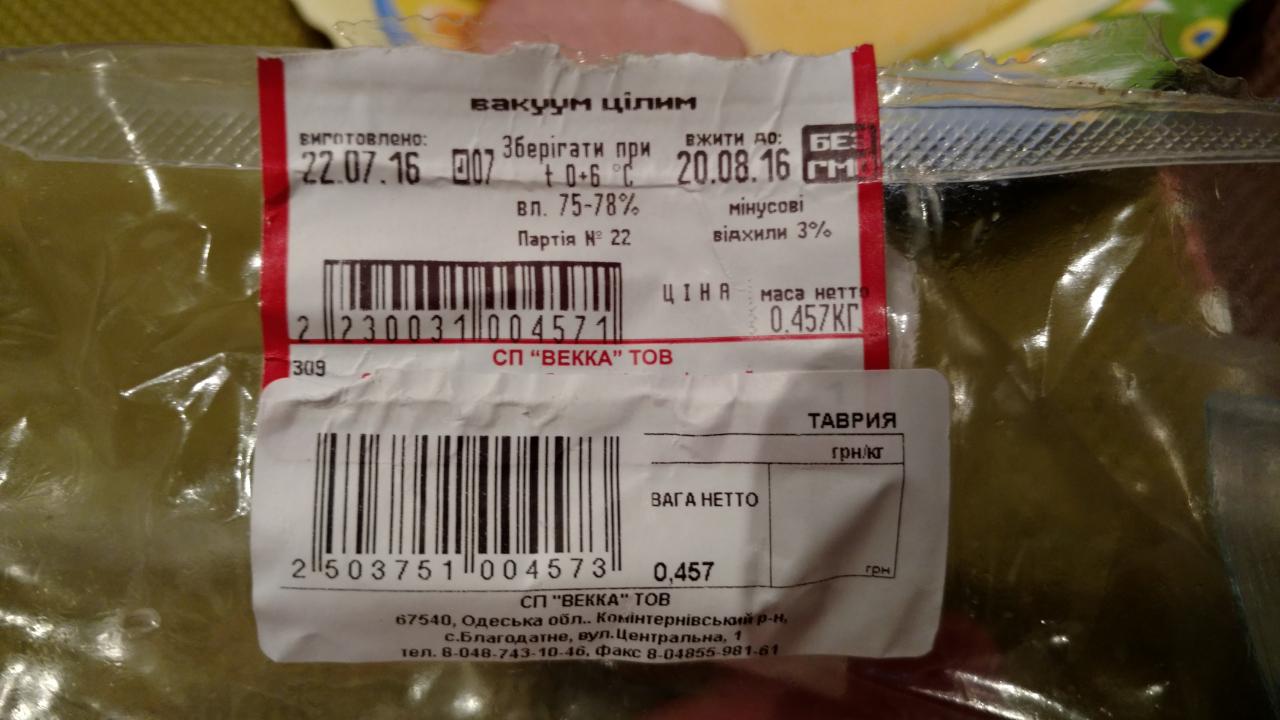 вакуум цілим
виготовлено: Зберігати при вжити до: БЕЗ
22.07.16 07 t 0+6 °C 20.08.16 ГМО
вл. 75-78% мінусові
Партія № 22 відхили 3%
ЦІНА маса нетто
0.457КГ.
2 230031 004571
309 СП "ВЕККА" ТОВ
ТАВРИЯ
грн/кг
ВАГА НЕТТО
2 503751 004573 0,457 грн
СП "ВЕККА" ТОВ
67540, Одеська обл.. Комінтернівський р-н,
с.Благодатне, вул.Центральна, 1
тел. 8-048-743-10-46, факс 8-04855-981-61